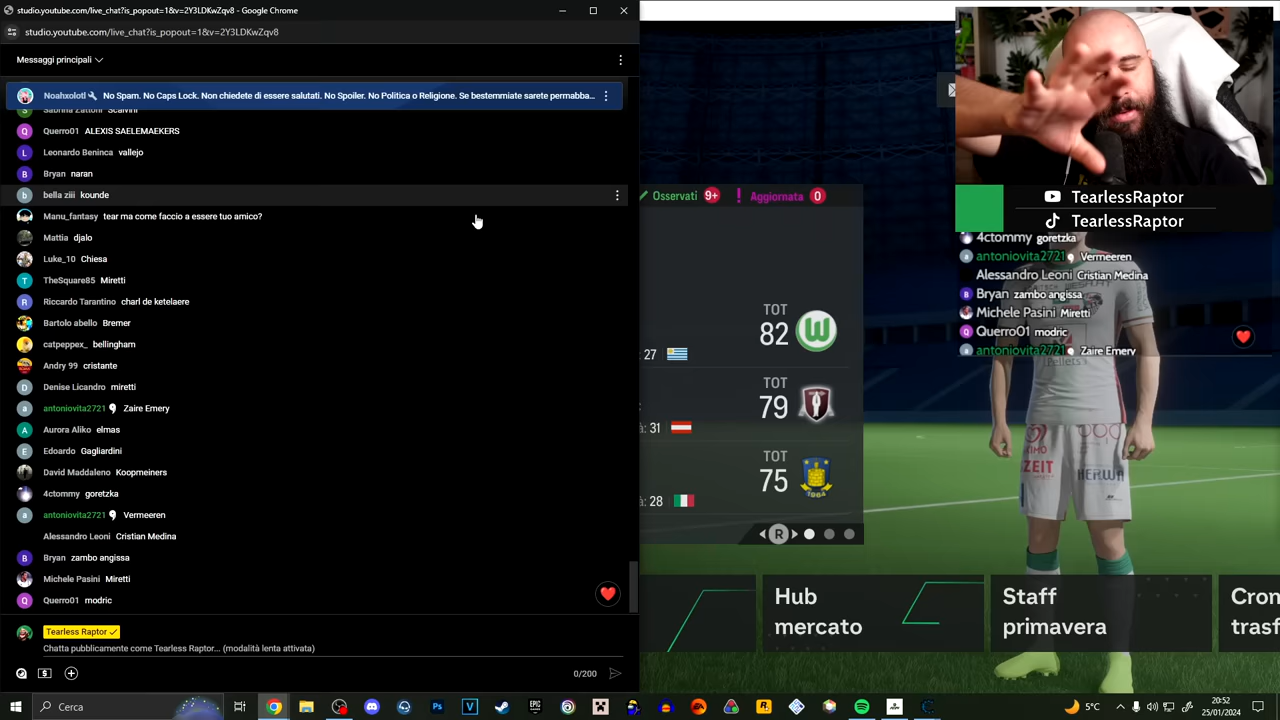 studio.youtube.com/live_chat?is_popout=1&v=2Y3LDKwZqv8 - Google Chrome
studio.youtube.com/live_chat?is_popout=1&v=2Y3LDKwZqv8
Messaggi principali
Noahxolotl No Spam. No Caps Lock. Non chiedete di essere salutati. No Spoiler. No Politica o Religione. Se bestemmiate sarete permabba...
Sabrina Zattoni Scalvini
Querro01 ALEXIS SAELEMAEKERS
Leonardo Beninca vallejo
Bryan naran
bella ziii kounde
Manu_fantasy tear ma come faccio a essere tuo amico?
Mattia djalo
Luke_10 Chiesa
TheSquare85 Miretti
Riccardo Tarantino charl de ketelaere
Bartolo abello Bremer
catpeppex_ bellingham
Andry 99 cristante
Denise Licandro miretti
antoniovita2721 Zaire Emery
Aurora Aliko elmas
Edoardo Gagliardini
David Maddaleno Koopmeiners
4ctommy goretzka
antoniovita2721 Vermeeren
Alessandro Leoni Cristian Medina
Bryan zambo angissa
Michele Pasini Miretti
Querro01 modric
Tearless Raptor
Chatta pubblicamente come Tearless Raptor... (modalità lenta attivata)
0/200
Osservati 9+ Aggiornata 0
TOT
82
27
TOT
79
à: 31
TOT
75
28
R
Hub mercato
Staff primavera
Cron
trasf
TearlessRaptor
TearlessRaptor
4ctommy goretzka
antoniovita2721 Vermeeren
Alessandro Leoni Cristian Medina
Bryan zambo angissa
Michele Pasini Miretti
Querro01 modric
antoniovita2721 Zaire Emery
Pellets
ZEIT
HERWA
Cerca
5°C
20:52
25/01/2024